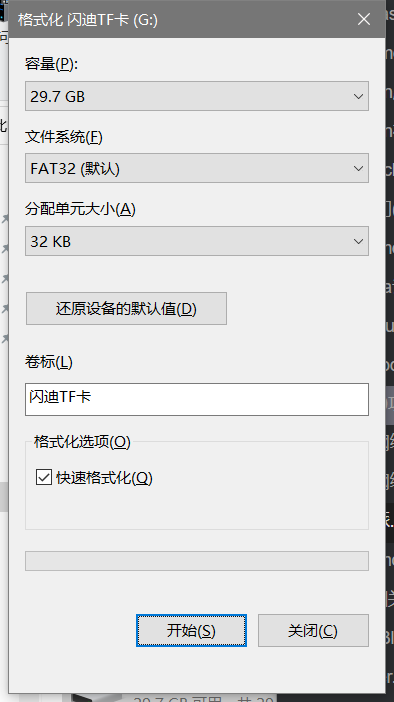 格式化 闪迪TF卡 (G:)
容量(P):
29.7 GB
文件系统(F)
FAT32 (默认)
分配单元大小(A)
32 KB
还原设备的默认值(D)
卷标(L)
闪迪TF卡
格式化选项(O)
快速格式化(Q)
开始(S)
关闭(C)